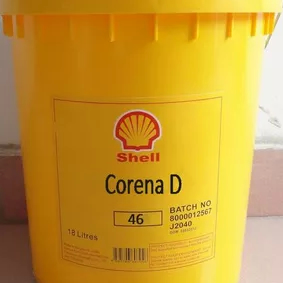 Shell
Corena D
46
BATCH NO
8000012567
J2040
18 Litres